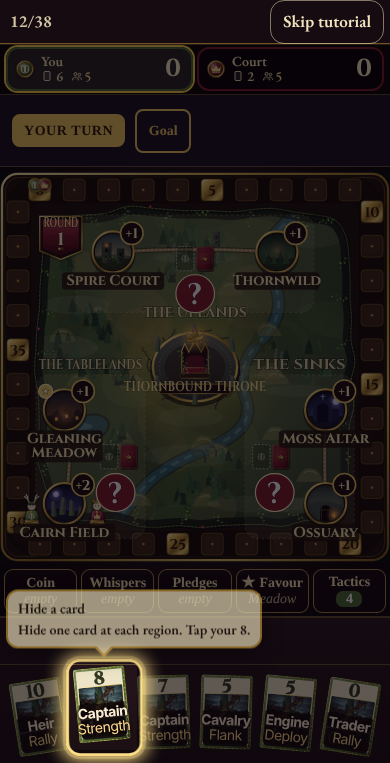 12/38
Skip tutorial
You
6 5
0
Court
2 5
0
YOUR TURN
Goal
5
10
ROUND
1
+1
+1
SPIRE COURT
THORNWILD
?
THE UPLANDS
35
THE TABLELANDS
THE SINKS
THORNBOUND THRONE
15
+1
+1
GLEANING
MEADOW
MOSS ALTAR
+2
?
?
+1
30
CAIRN FIELD
OSSUARY
25
20
Coin
empty
Whispers
empty
Pledges
empty
★ Favour
Meadow
Tactics
4
Hide a card
Hide one card at each region. Tap your 8.
10
Heir
Rally
8
Captain
Strength
7
Captain
Strength
5
Cavalry
Flank
5
Engine
Deploy
0
Trader
Rally